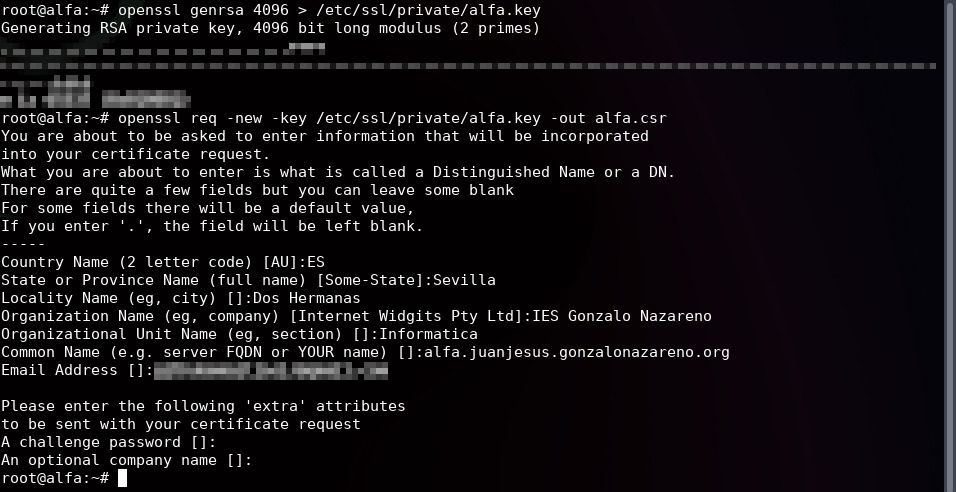 root@alfa:~# openssl genrsa 4096 > /etc/ssl/private/alfa.key
Generating RSA private key, 4096 bit long modulus (2 primes)
root@alfa:~# openssl req -new -key /etc/ssl/private/alfa.key -out alfa.csr
You are about to be asked to enter information that will be incorporated
into your certificate request.
What you are about to enter is what is called a Distinguished Name or a DN.
There are quite a few fields but you can leave some blank
For some fields there will be a default value,
If you enter '.', the field will be left blank.
-----
Country Name (2 letter code) [AU]:ES
State or Province Name (full name) [Some-State]:Sevilla
Locality Name (eg, city) []:Dos Hermanas
Organization Name (eg, company) [Internet Widgits Pty Ltd]:IES Gonzalo Nazareno
Organizational Unit Name (eg, section) []:Informatica
Common Name (e.g. server FQDN or YOUR name) []:alfa.juanjesus.gonzalonazareno.org
Email Address []:
Please enter the following 'extra' attributes
to be sent with your certificate request
A challenge password []:
An optional company name []:
root@alfa:~#